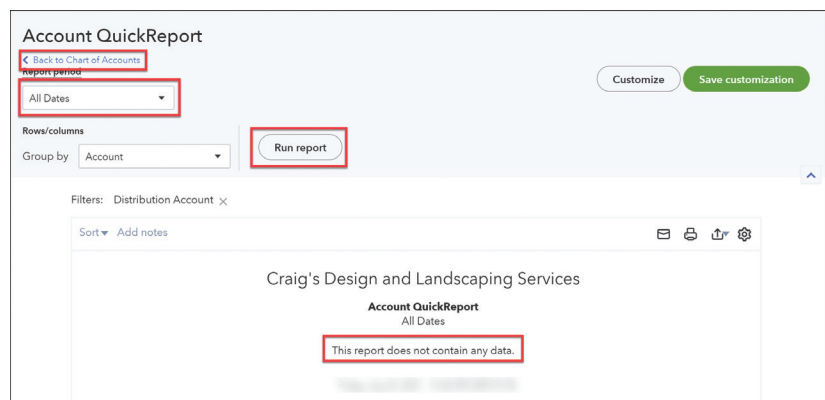 Account QuickReport
Back to Chart of Accounts
Report period
All Dates
Customize
Save customization
Rows/columns
Group by Account
Run report
Filters: Distribution Account ×
Sort Add notes
Craig's Design and Landscaping Services
Account QuickReport
All Dates
This report does not contain any data.